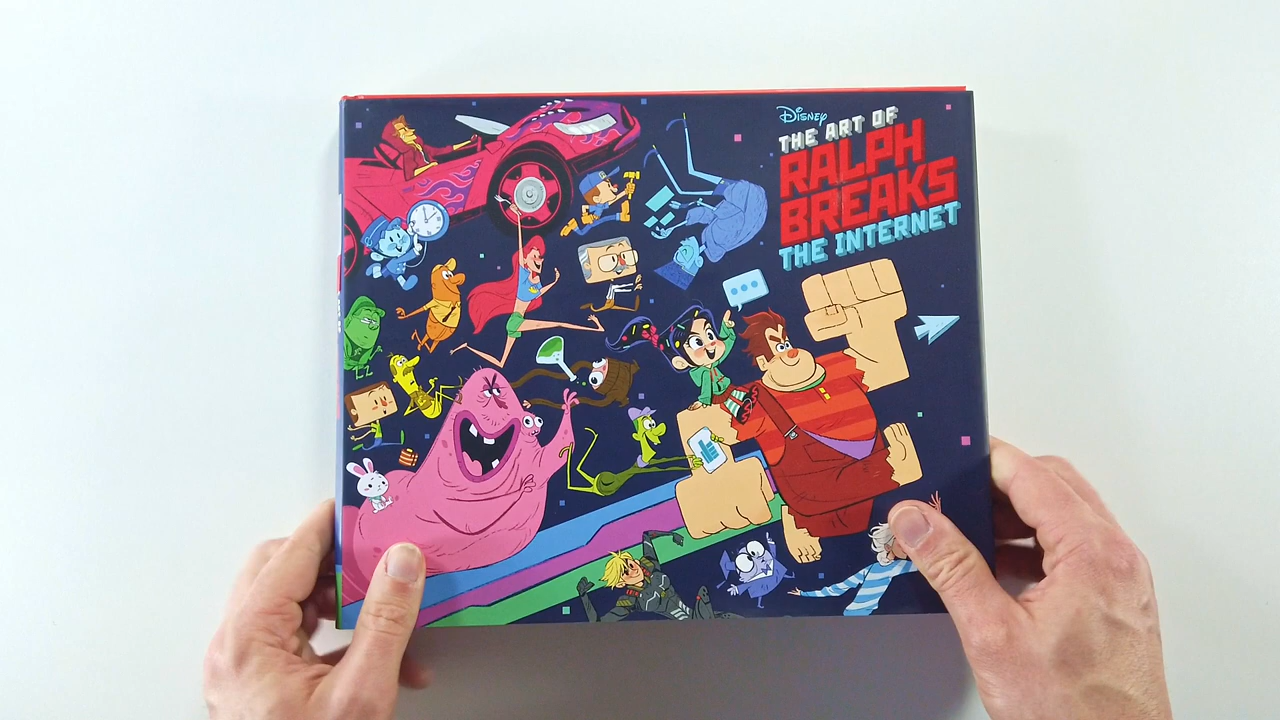 Disney
THE ART OF
RALPH
BREAKS
THE INTERNET